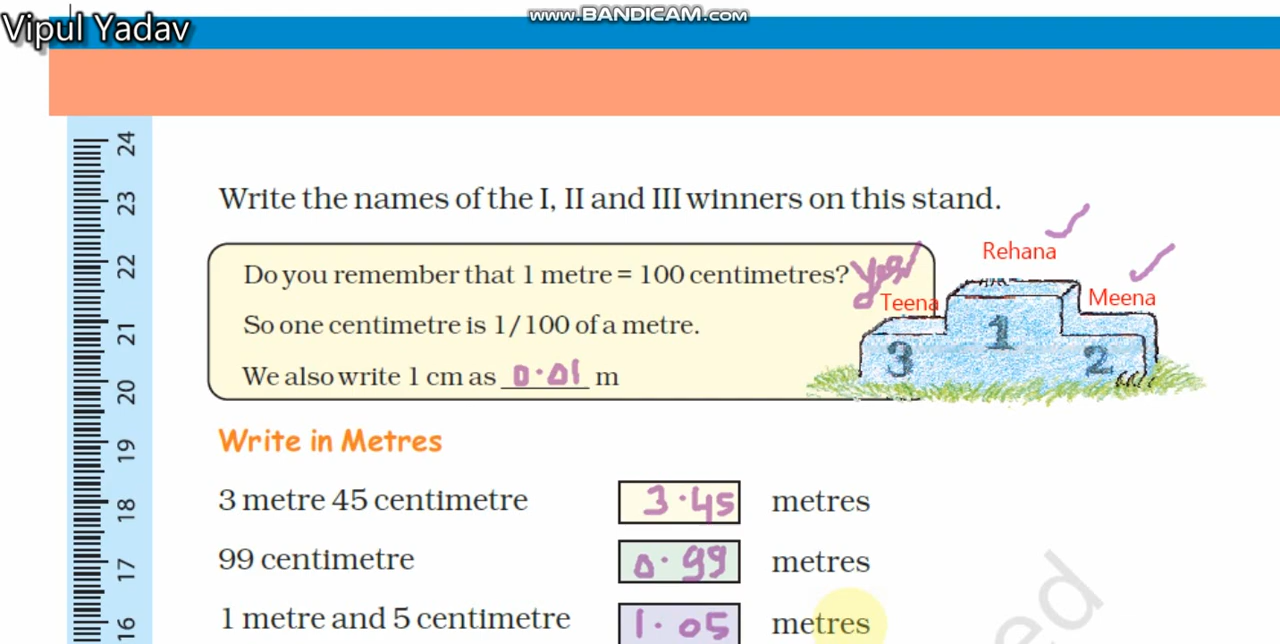 www.BANDICAM.com
Vipul Yadav
24
23
22
21
20
19
18
17
16
Write the names of the I, II and III winners on this stand.
Do you remember that 1 metre = 100 centimetres? Yes
So one centimetre is 1/100 of a metre.
We also write 1 cm as 0.01 m
Rehana
Teena
Meena
1
3
2
Write in Metres
3 metre 45 centimetre 3.45 metres
99 centimetre 0.99 metres
1 metre and 5 centimetre 1.05 metres
ed